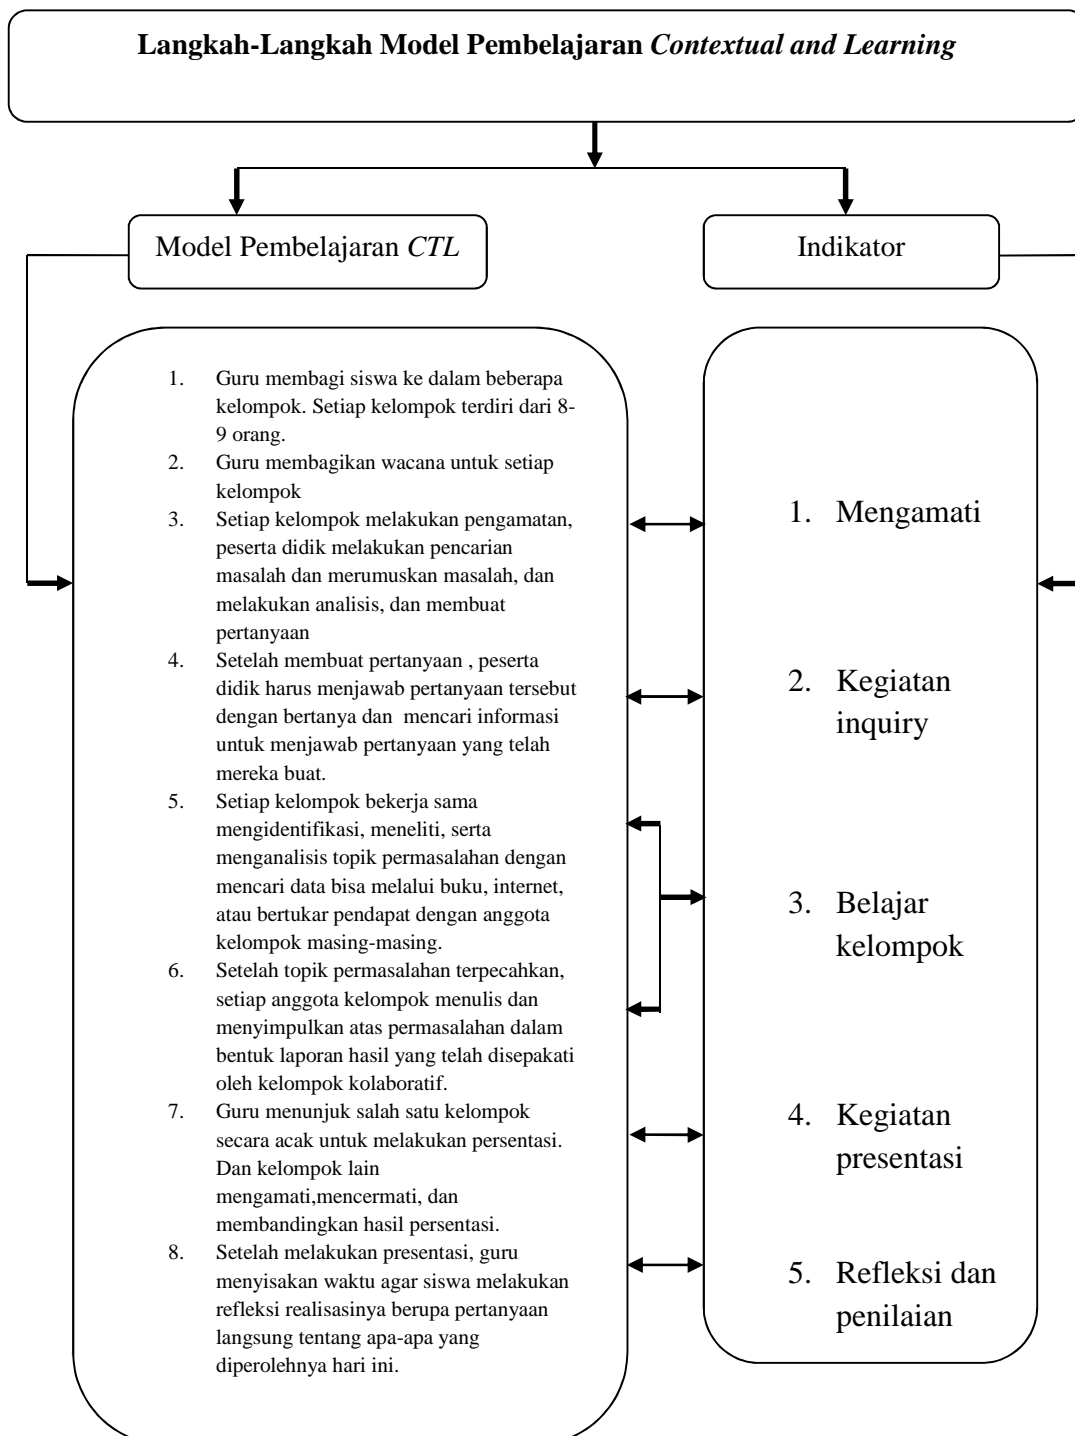 Langkah-Langkah Model Pembelajaran Contextual and Learning
Model Pembelajaran CTL
Indikator
1. Guru membagi siswa ke dalam beberapa
kelompok. Setiap kelompok terdiri dari 8-
9 orang.
2. Guru membagikan wacana untuk setiap
kelompok
3. Setiap kelompok melakukan pengamatan,
peserta didik melakukan pencarian
masalah dan merumuskan masalah, dan
melakukan analisis, dan membuat
pertanyaan
4. Setelah membuat pertanyaan , peserta
didik harus menjawab pertanyaan tersebut
dengan bertanya dan  mencari informasi
untuk menjawab pertanyaan yang telah
mereka buat.
5. Setiap kelompok bekerja sama
mengidentifikasi, meneliti, serta
menganalisis topik permasalahan dengan
mencari data bisa melalui buku, internet,
atau bertukar pendapat dengan anggota
kelompok masing-masing.
6. Setelah topik permasalahan terpecahkan,
setiap anggota kelompok menulis dan
menyimpulkan atas permasalahan dalam
bentuk laporan hasil yang telah disepakati
oleh kelompok kolaboratif.
7. Guru menunjuk salah satu kelompok
secara acak untuk melakukan persentasi.
Dan kelompok lain
mengamati,mencermati, dan
membandingkan hasil persentasi.
8. Setelah melakukan presentasi, guru
menyisakan waktu agar siswa melakukan
refleksi realisasinya berupa pertanyaan
langsung tentang apa-apa yang
diperolehnya hari ini.
1. Mengamati
2. Kegiatan
inquiry
3. Belajar
kelompok
4. Kegiatan
presentasi
5. Refleksi dan
penilaian